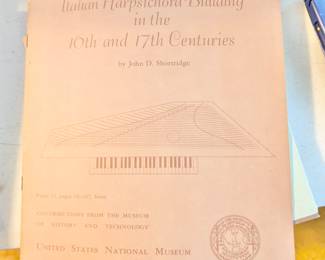 Italian Harpsichord Building
in the
16th and 17th Centuries
by John D. Shortridge
CONTRIBUTIONS FROM THE MUSEUM
OF HISTORY AND TECHNOLOGY
UNITED STATES NATIONAL MUSEUM